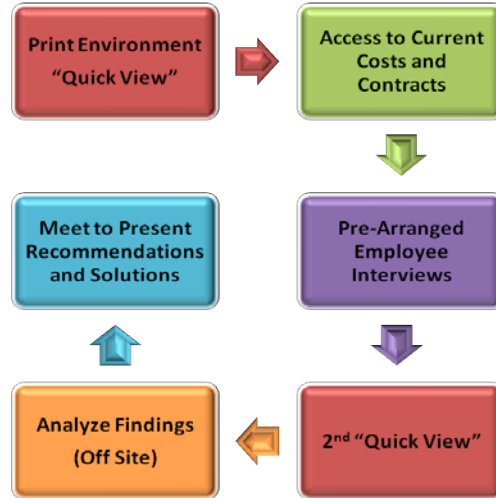 Print Environment
“Quick View”
Access to Current
Costs and
Contracts
Pre-Arranged
Employee
Interviews
2nd “Quick View”
Analyze Findings
(Off Site)
Meet to Present
Recommendations
and Solutions